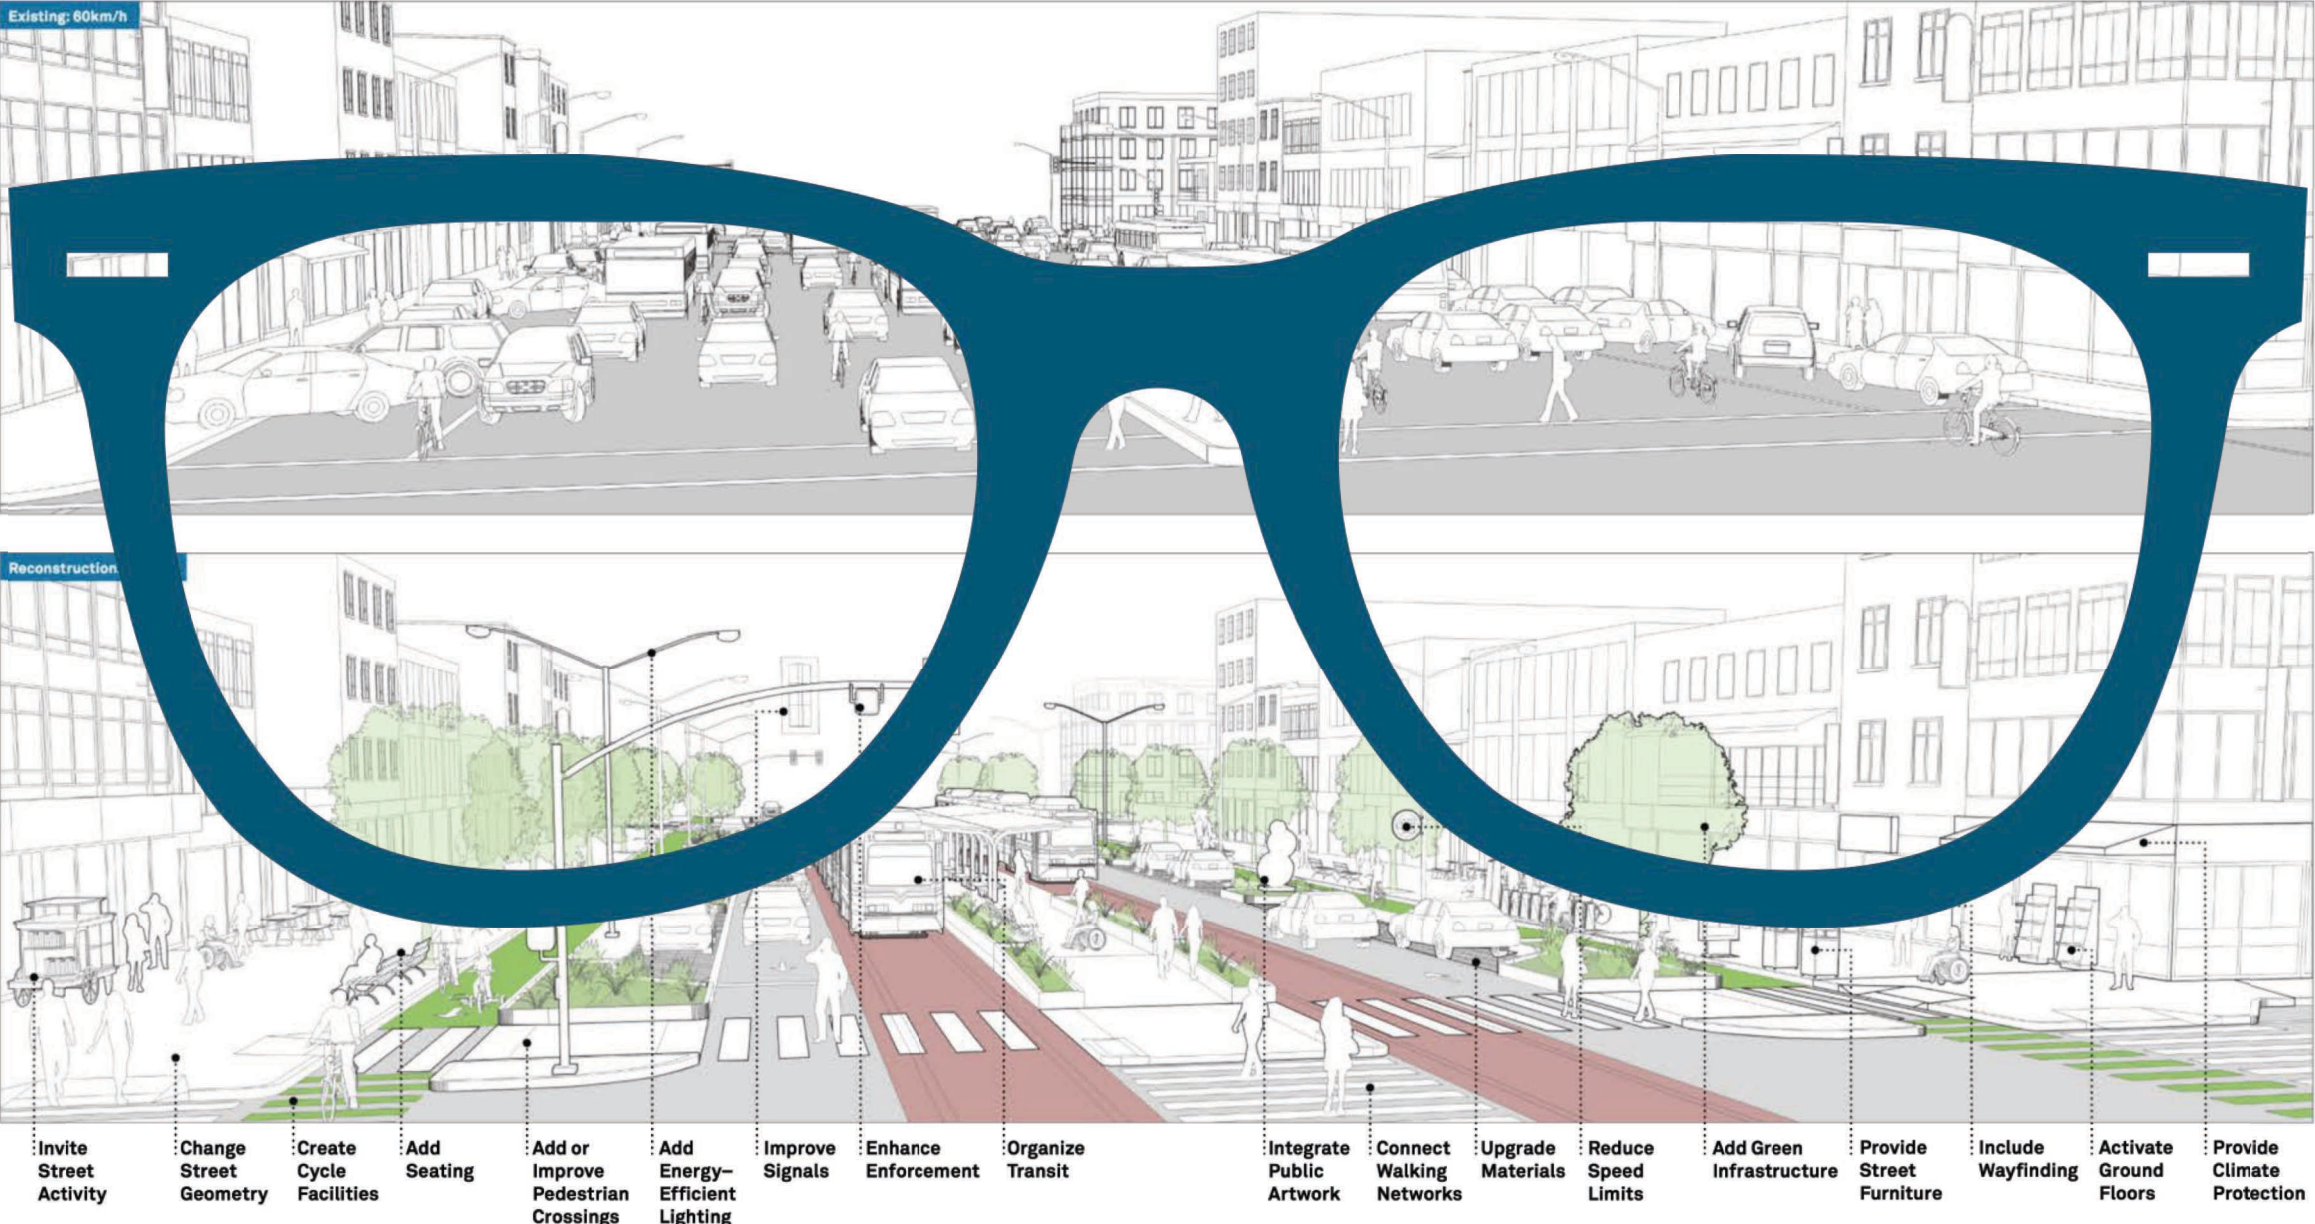 Existing: 60km/h
Reconstruction
Invite
Street
Activity
Change
Street
Geometry
Create
Cycle
Facilities
Add
Seating
Add or
Improve
Pedestrian
Crossings
Add
Energy–
Efficient
Lighting
Improve
Signals
Enhance
Enforcement
Organize
Transit
Integrate
Public
Artwork
Connect
Walking
Networks
Upgrade
Materials
Reduce
Speed
Limits
Add Green
Infrastructure
Provide
Street
Furniture
Include
Wayfinding
Activate
Ground
Floors
Provide
Climate
Protection